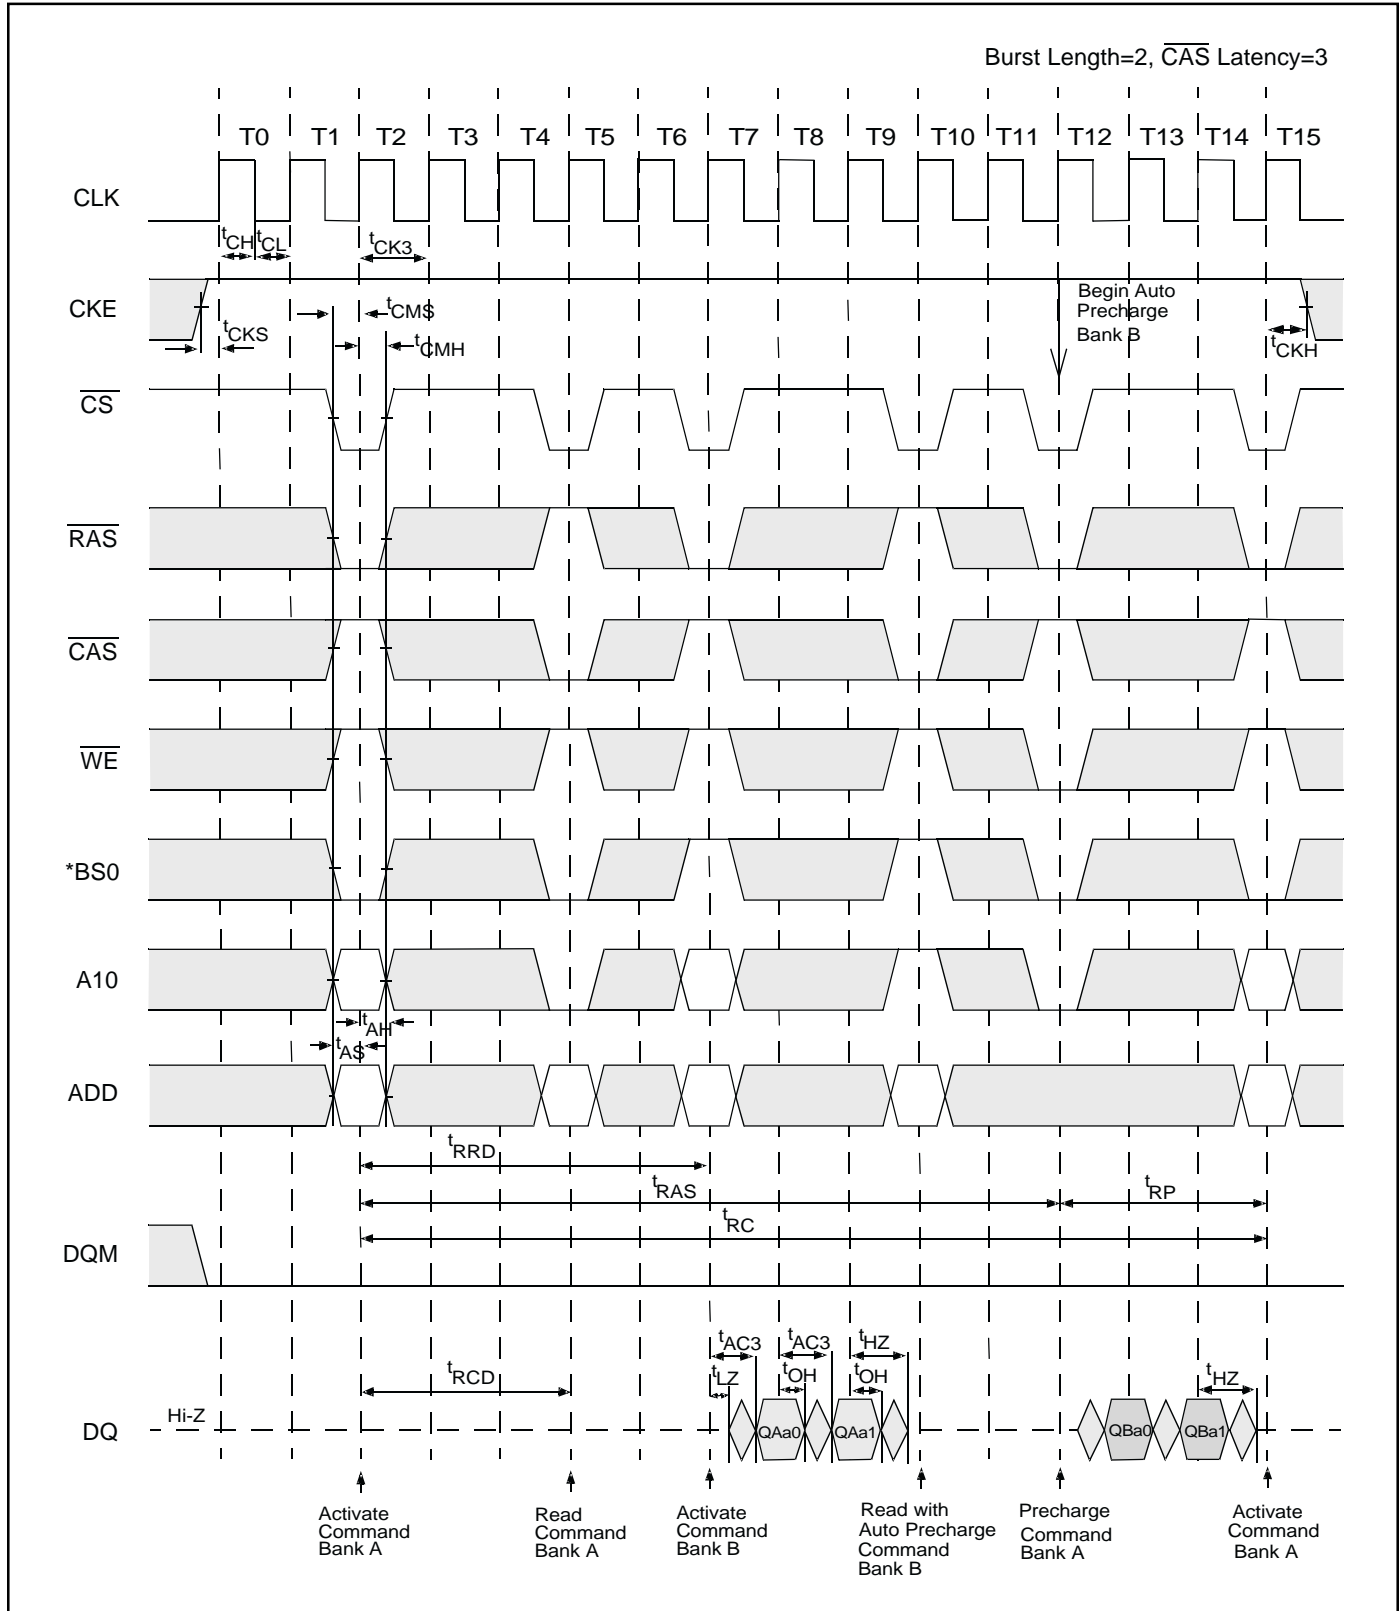 Burst Length=2, CAS Latency=3
T0 T1 T2 T3 T4 T5 T6 T7 T8 T9 T10 T11 T12 T13 T14 T15
CLK
tCH tCL tCK3
CKE
tCKS
tCMS
tCMH
Begin Auto
Precharge
Bank B
tCKH
CS
RAS
CAS
WE
*BS0
A10
tAH
tAS
ADD
tRRD
tRAS
tRP
tRC
DQM
tAC3 tAC3 tHZ
tRCD
tLZ tOH tOH
tHZ
Hi-Z
DQ
QAa0 QAa1 QBa0 QBa1
Activate
Command
Bank A
Read
Command
Bank A
Activate
Command
Bank B
Read with
Auto Precharge
Command
Bank B
Precharge
Command
Bank A
Activate
Command
Bank A